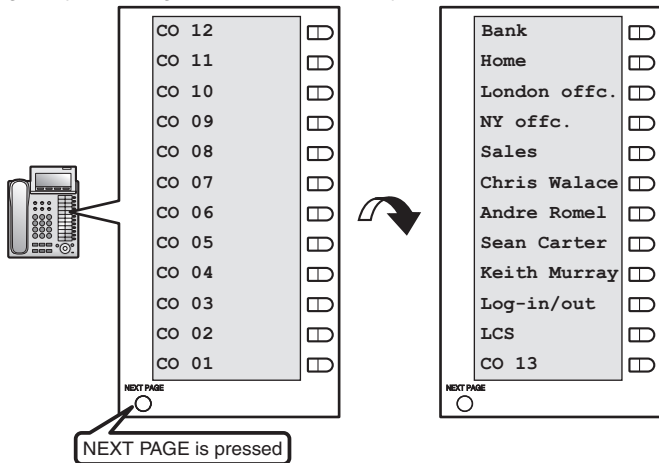 CO 12
CO 11
CO 10
CO 09
CO 08
CO 07
CO 06
CO 05
CO 04
CO 03
CO 02
CO 01
NEXT PAGE
NEXT PAGE is pressed
Bank
Home
London offc.
NY offc.
Sales
Chris Walace
Andre Romel
Sean Carter
Keith Murray
Log-in/out
LCS
CO 13
NEXT PAGE